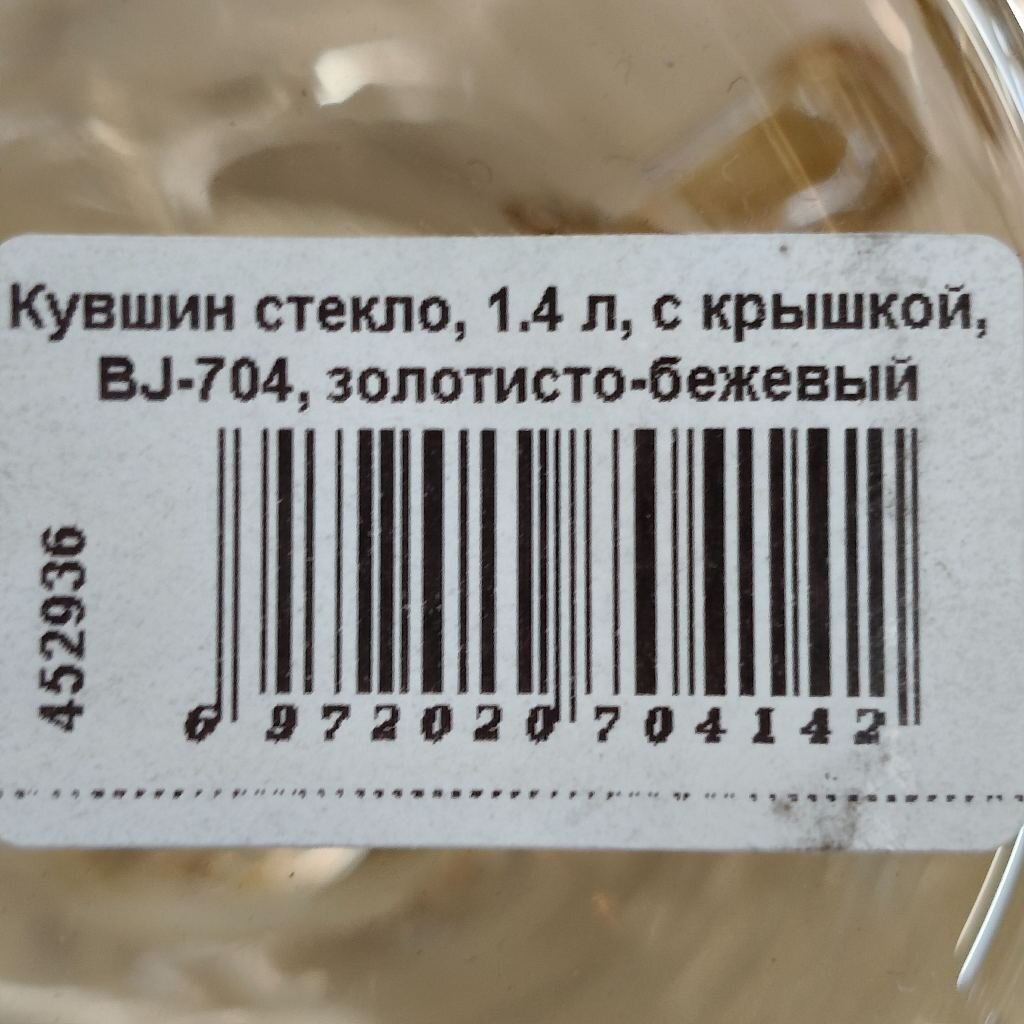 Кувшин стекло, 1.4 л, с крышкой,
BJ-704, золотисто-бежевый
452936
6 972020 704142